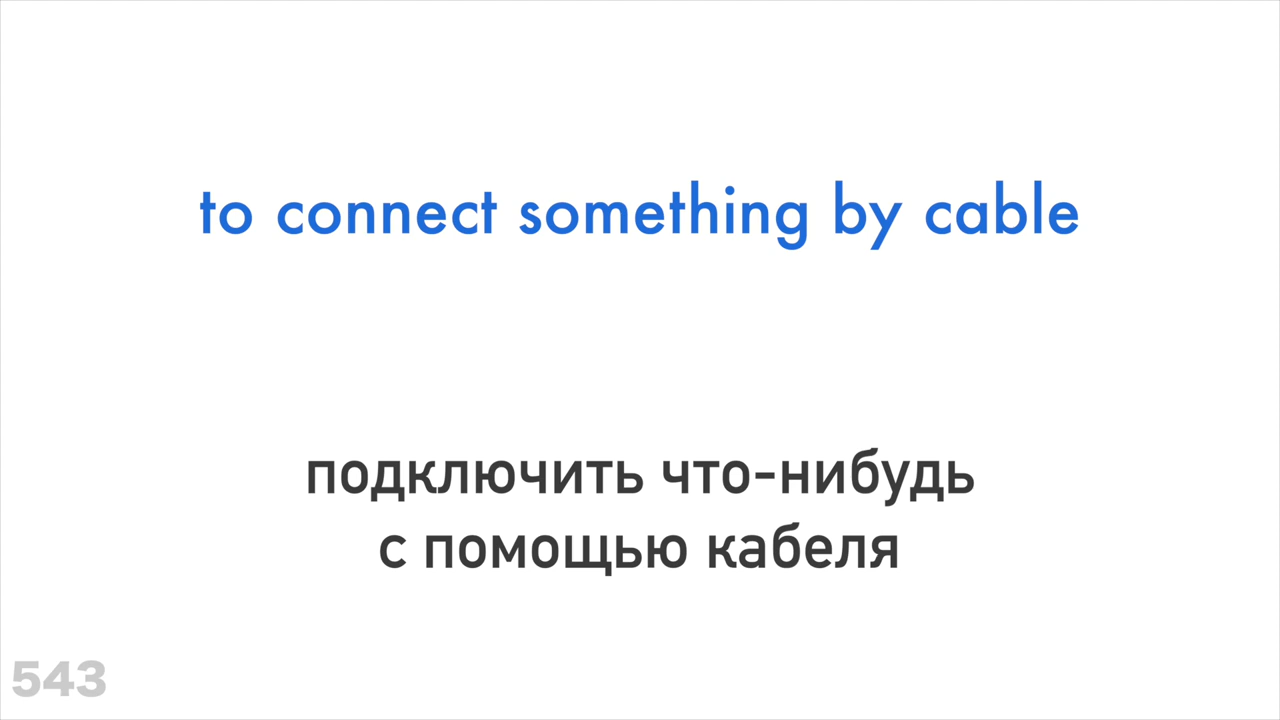 to connect something by cable
подключить что-нибудь
с помощью кабеля
543